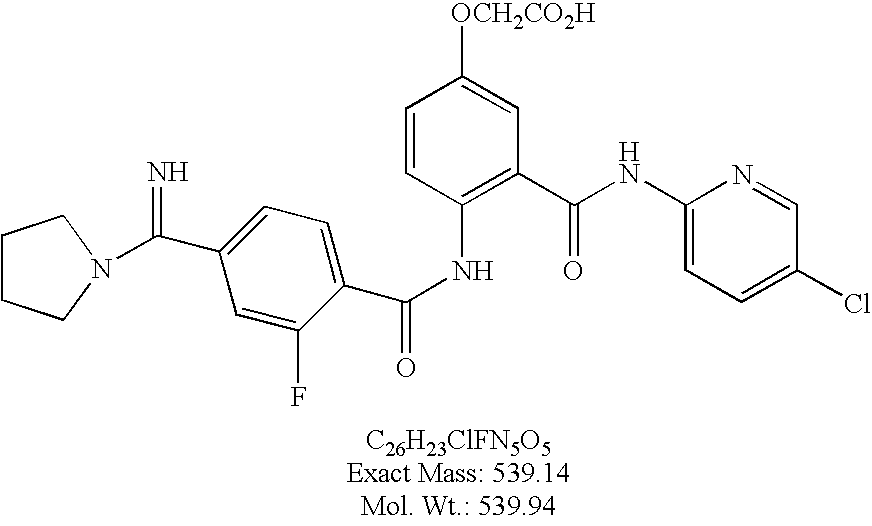 OCH₂CO₂H
H
N
N
NH
N
O
NH
Cl
O
F
C₂₆H₂₃ClFN₅O₅
Exact Mass: 539.14
Mol. Wt.: 539.94